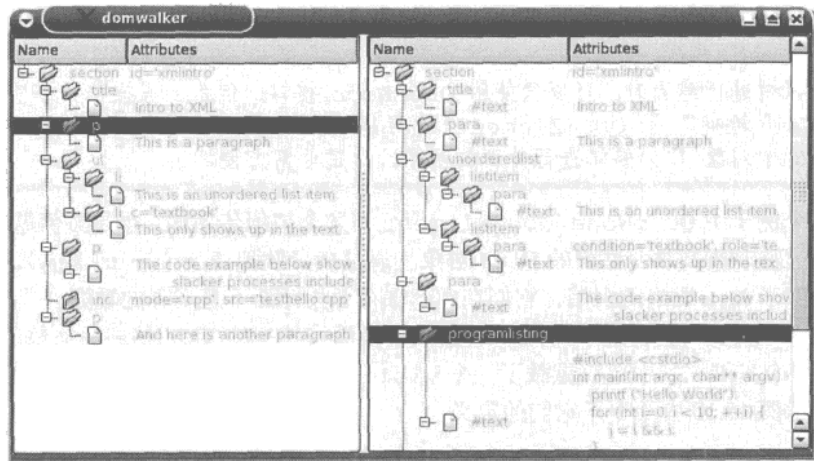 domwalker
Name Attributes
section id='xmlintro'
title
Intro to XML
p
This is a paragraph
ul
li
This is an unordered list item.
li c='textbook'
This only shows up in the text.
p
The code example below show
slacker processes include
inc mode='cpp', src='testhello.cpp'
p
And here is another paragraph
Name Attributes
section id='xmlintro'
title
#text Intro to XML
para
#text This is a paragraph
unorderedlist
listitem
para
#text This is an unordered list item.
listitem
para condition='textbook', role='te...
#text This only shows up in the tex...
para
#text The code example below shov
slacker processes includ
programlisting
#include <cstdio>
int main(int argc, char** argv)
printf ("Hello World");
for (int i=0; i < 10; ++i) {
#text j = i && i;
}